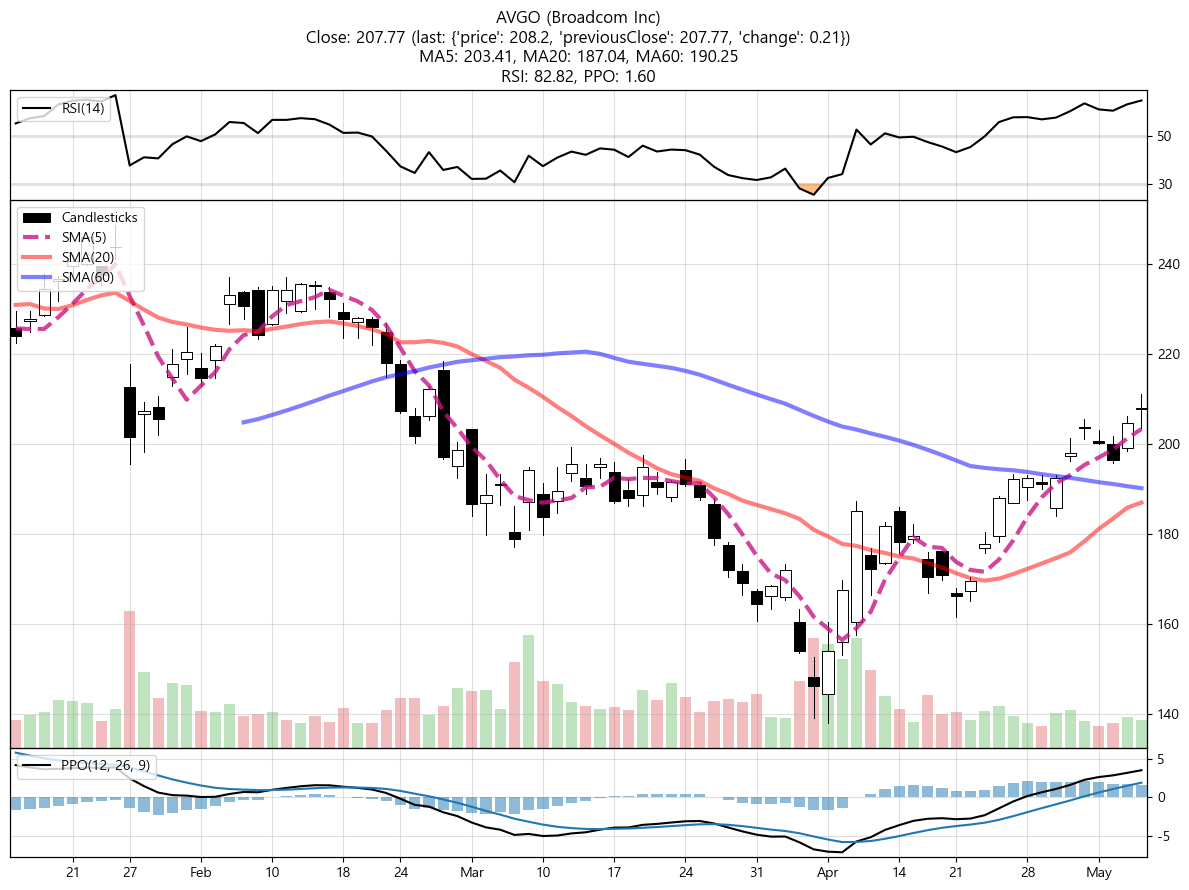 AVGO (Broadcom Inc)
Close: 207.77 (last: {'price': 208.2, 'previousClose': 207.77, 'change': 0.21})
MA5: 203.41, MA20: 187.04, MA60: 190.25
RSI: 82.82, PPO: 1.60
RSI(14)
50
30
Candlesticks
SMA(5)
SMA(20)
SMA(60)
240
220
200
180
160
140
PPO(12, 26, 9)
5
0
-5
21 27 Feb 10 18 24 Mar 10 17 24 31 Apr 14 21 28 May